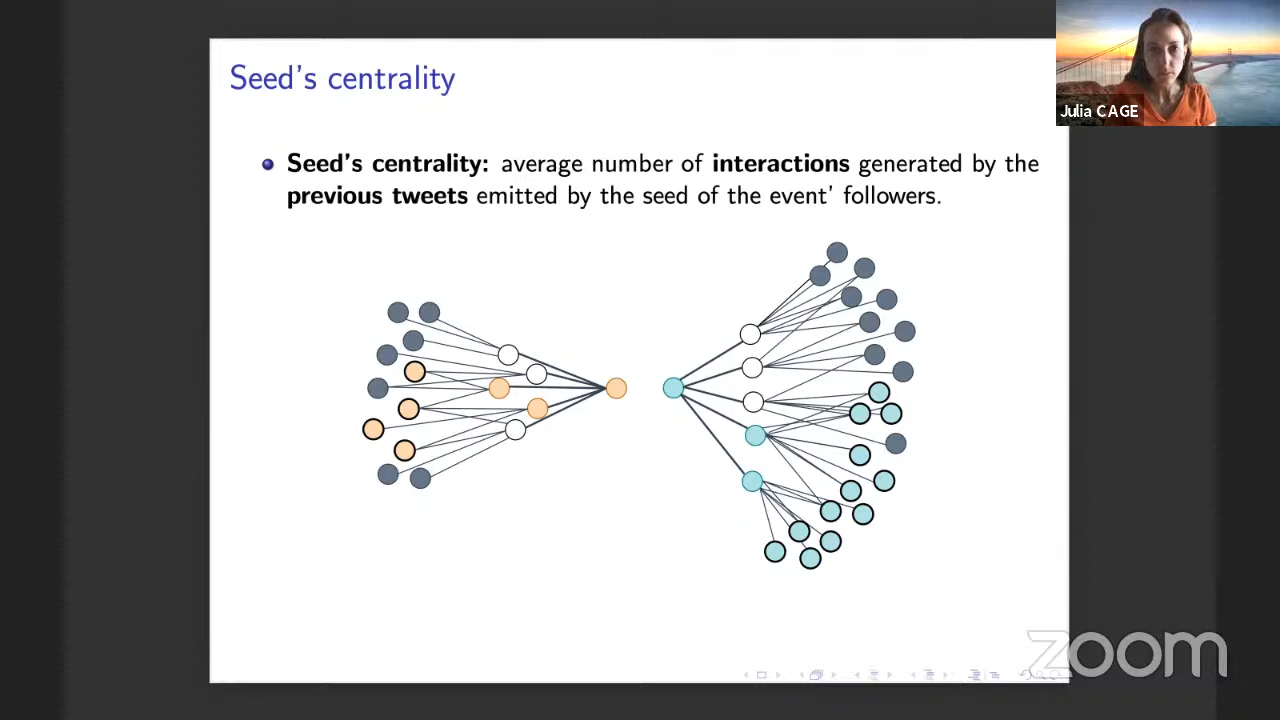 Seed's centrality
Seed's centrality: average number of interactions generated by the
previous tweets emitted by the seed of the event' followers.
Julia CAGE
zoom